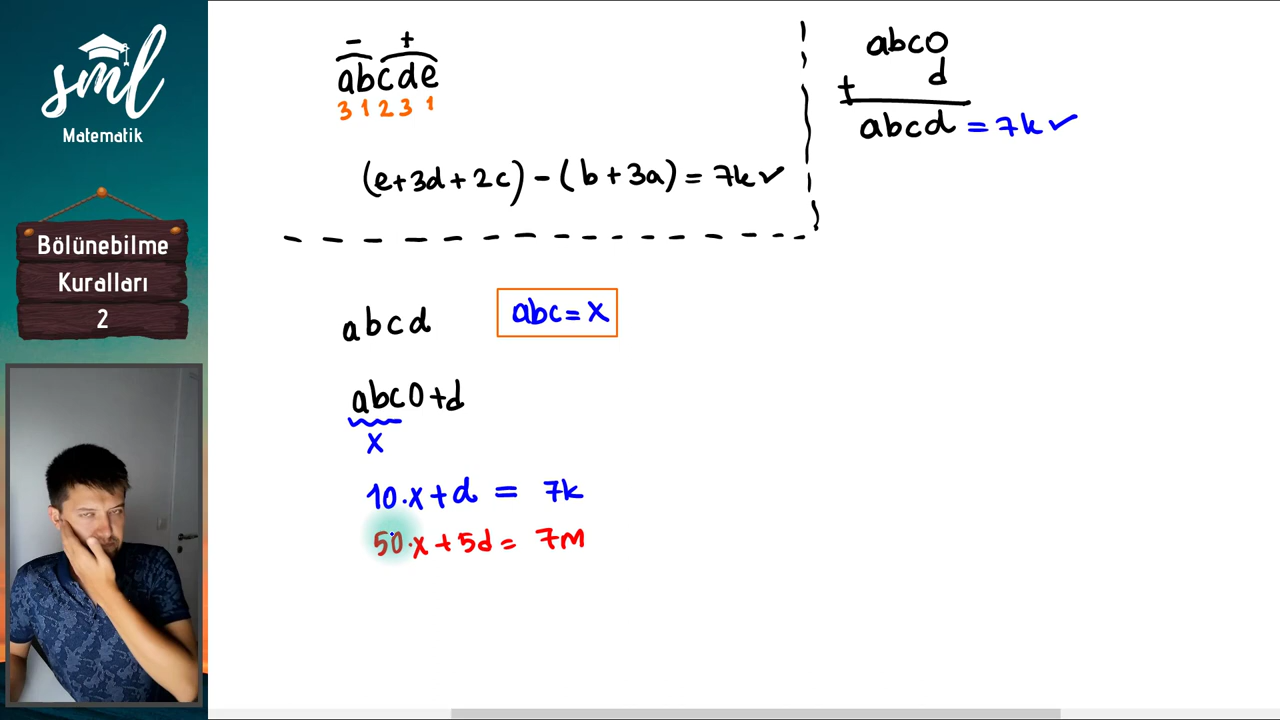 sml
Matematik
Bölünebilme
Kuralları
2
- +
abcde
3 1 2 3 1
(e+3d+2c)-(b+3a)=7k✓
abc0
+ d
abcd=7k✓
abcd
abc=x
abc0+d
x
10·x+d = 7k
50·x+5d= 7M